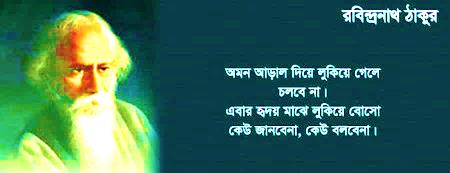 রবিন্দ্রনাথ ঠাকুর
অমন আড়াল দিয়ে লুকিয়ে গেলে
চলবে না।
এবার হৃদয় মাঝে লুকিয়ে বোসো
কেউ জানবেনা, কেউ বলবেনা।